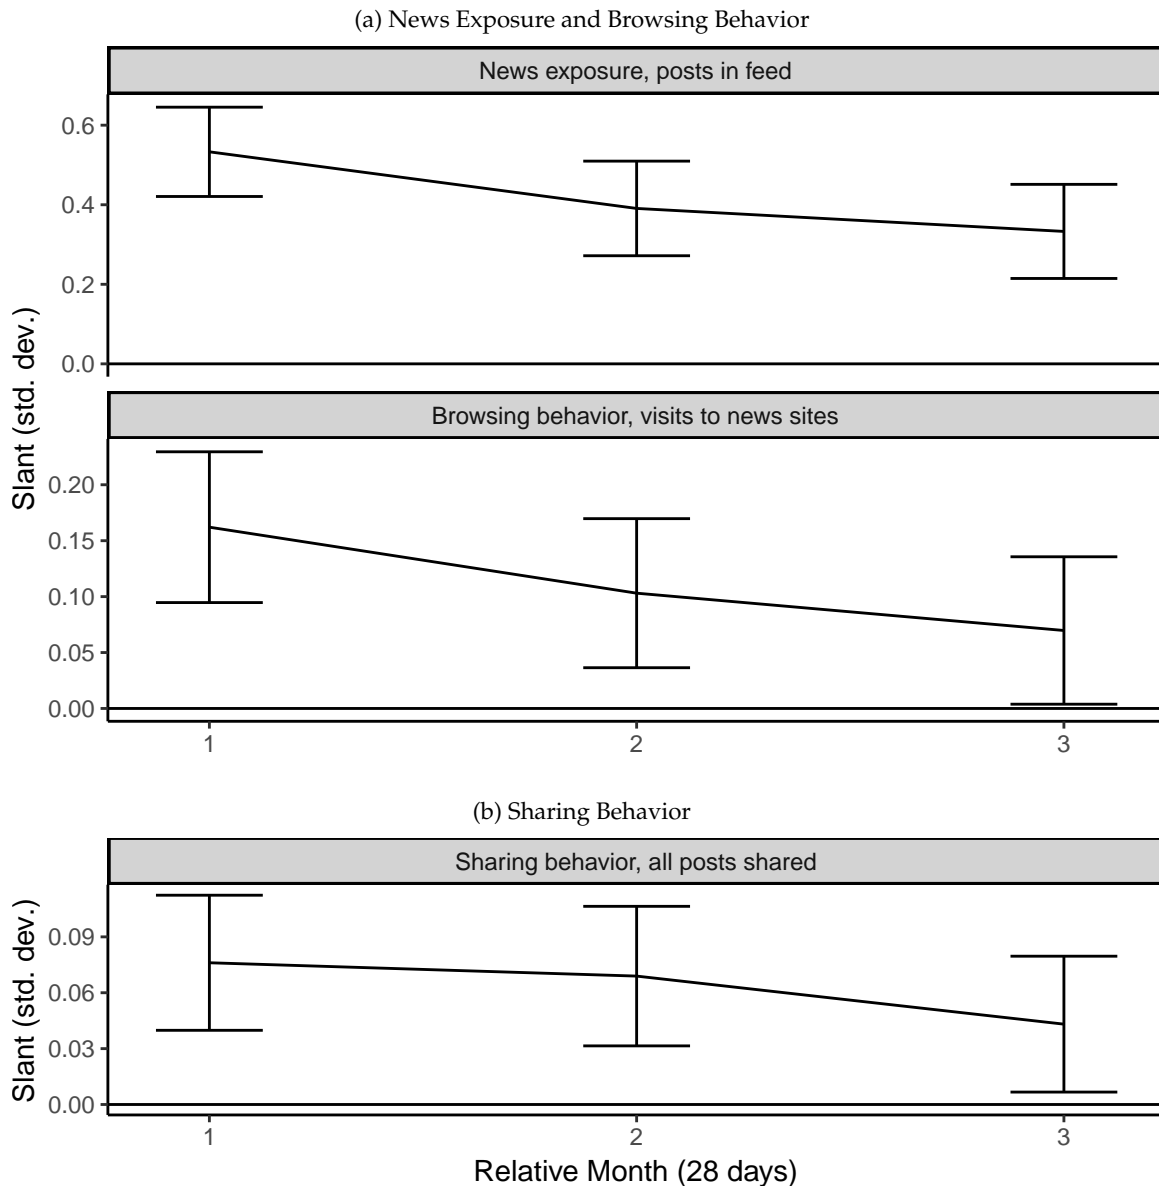 (a) News Exposure and Browsing Behavior
News exposure, posts in feed
0.6
0.4
0.2
0.0
Slant (std. dev.)
Browsing behavior, visits to news sites
0.20
0.15
0.10
0.05
0.00
1 2 3
(b) Sharing Behavior
Sharing behavior, all posts shared
0.09
0.06
0.03
0.00
Slant (std. dev.)
1 2 3
Relative Month (28 days)